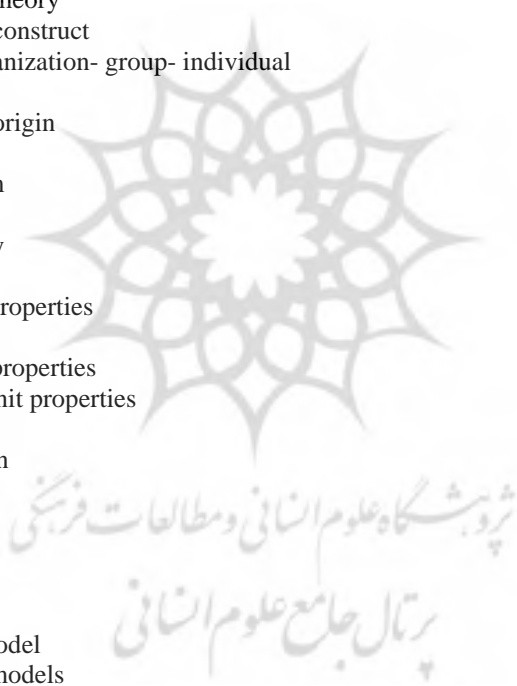 heory
construct
anization- group- individual
origin
n
y
roperties
properties
nit properties
n
پژوهشگاه علوم انسانی و مطالعات فرهنگی
پرتال جامع علوم انسانی
odel
models